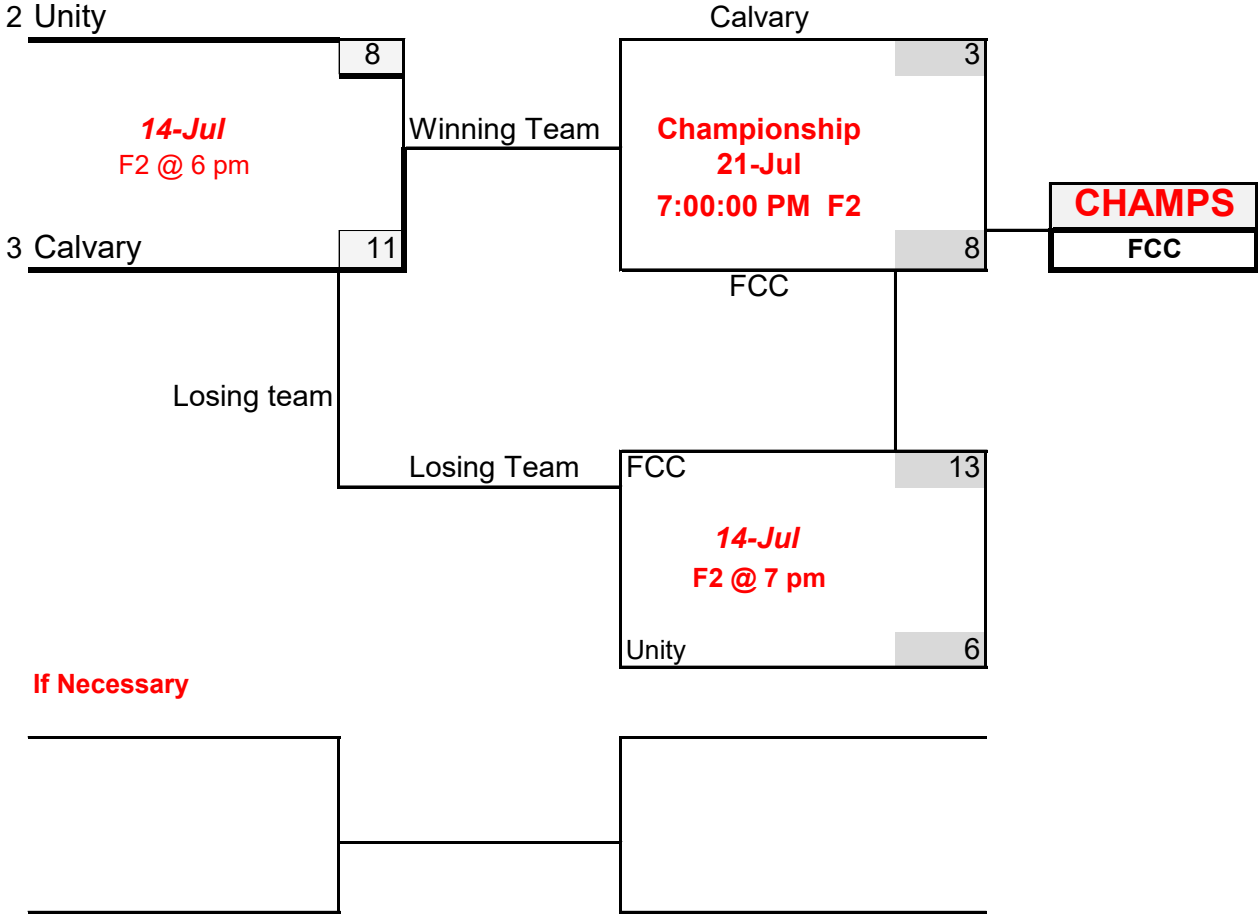 2 Unity
Calvary
8
3
14-Jul
F2 @ 6 pm
Winning Team
Championship
21-Jul
7:00:00 PM F2
CHAMPS
FCC
3 Calvary
11
8
FCC
Losing team
Losing Team
FCC
13
14-Jul
F2 @ 7 pm
Unity
6
If Necessary